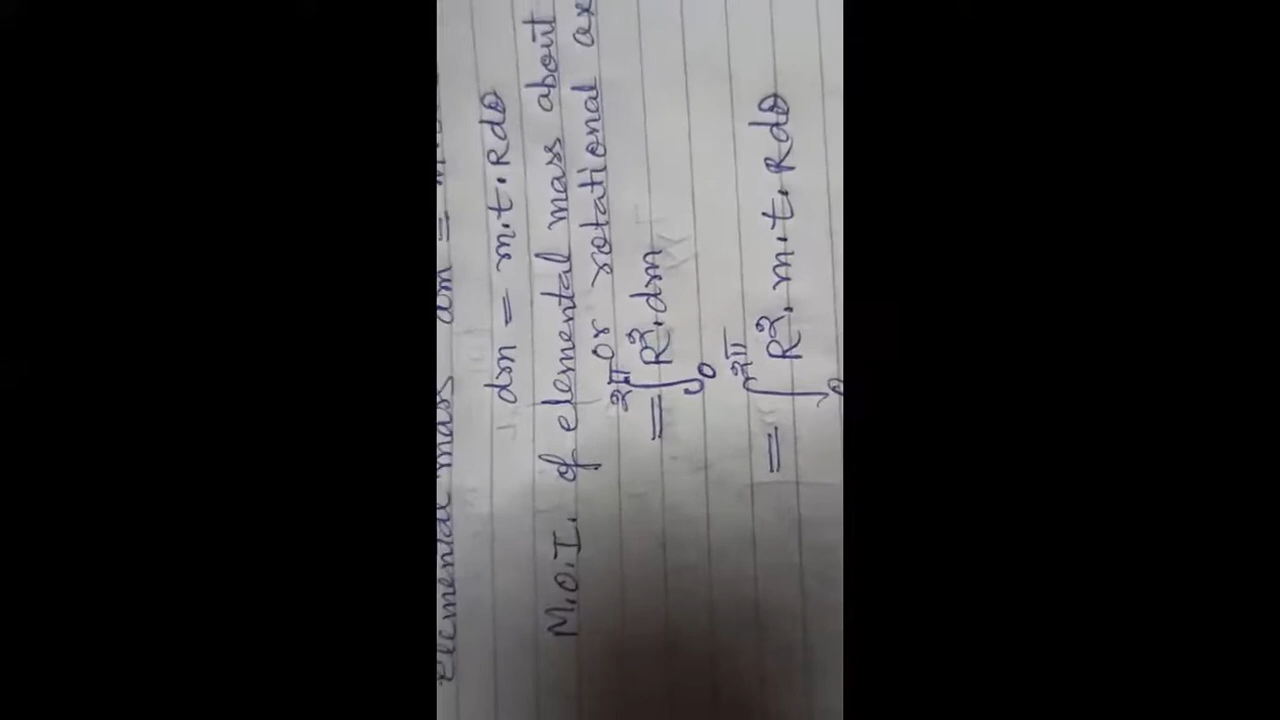 Elemental mass dm =
dm = m.t.Rdθ
M.O.I. of elemental mass about
or rotational
= ∫₀^2π R².dm
= ∫₀^2π R².m.t.Rdθ